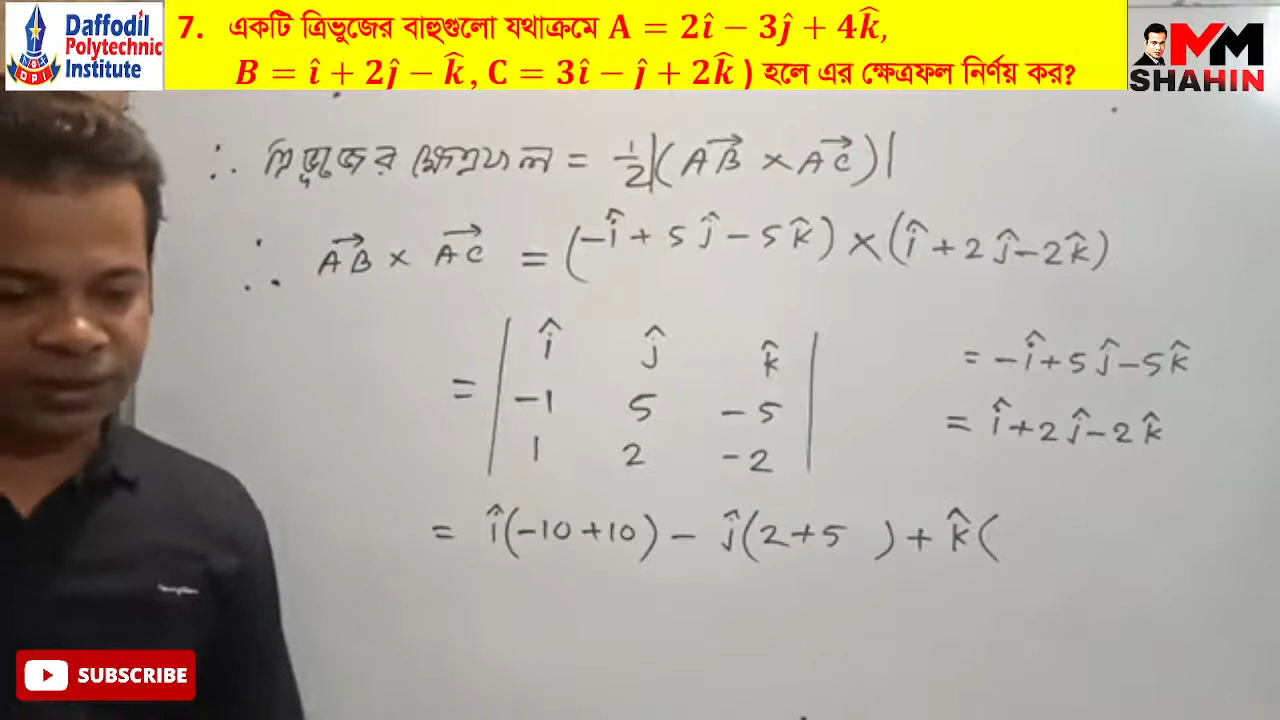 Daffodil
Polytechnic
Institute
DPI
7. একটি ত্রিভুজের বাহুগুলো যথাক্রমে A = 2î − 3ĵ + 4k̂,
B = î + 2ĵ − k̂, C = 3î − ĵ + 2k̂ ) হলে এর ক্ষেত্রফল নির্ণয় কর?
MM
SHAHIN
∴ ত্রিভুজের ক্ষেত্রফল = ½|(AB⃗ × AC⃗)|
∴ AB⃗ × AC⃗ = (−î + 5ĵ − 5k̂) × (î + 2ĵ − 2k̂)
= | î ĵ k̂ |
−1 5 −5
1 2 −2
= −î + 5ĵ − 5k̂
= î + 2ĵ − 2k̂
= î(−10 + 10) − ĵ(2 + 5 ) + k̂(
SUBSCRIBE